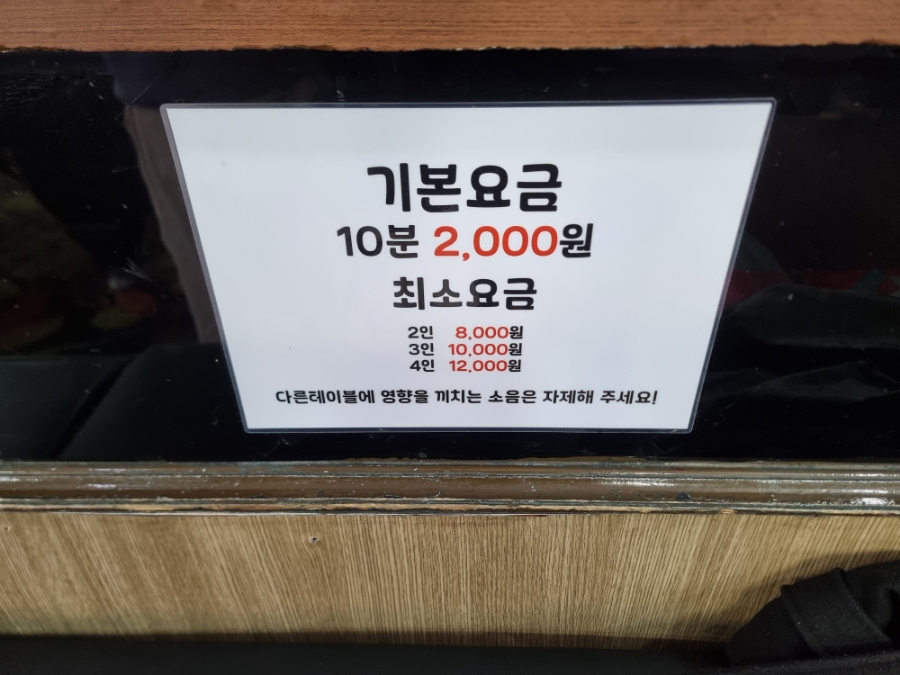 기본요금
10분 2,000원
최소요금
2인 8,000원
3인 10,000원
4인 12,000원
다른테이블에 영향을 끼치는 소음은 자제해 주세요!